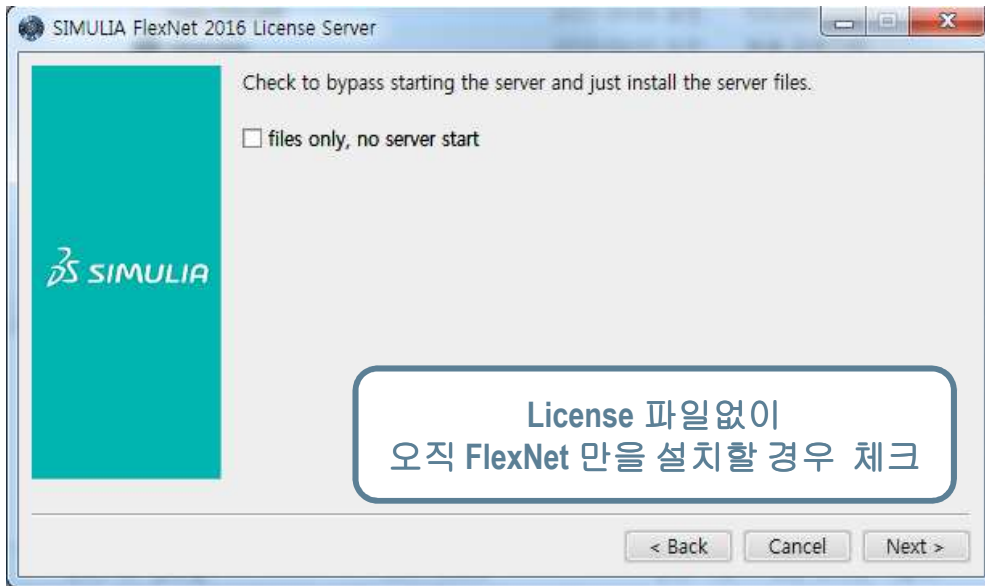 SIMULIA FlexNet 2016 License Server
Check to bypass starting the server and just install the server files.
files only, no server start
3DS SIMULIA
License 파일없이
오직 FlexNet 만을 설치할 경우 체크
< Back
Cancel
Next >